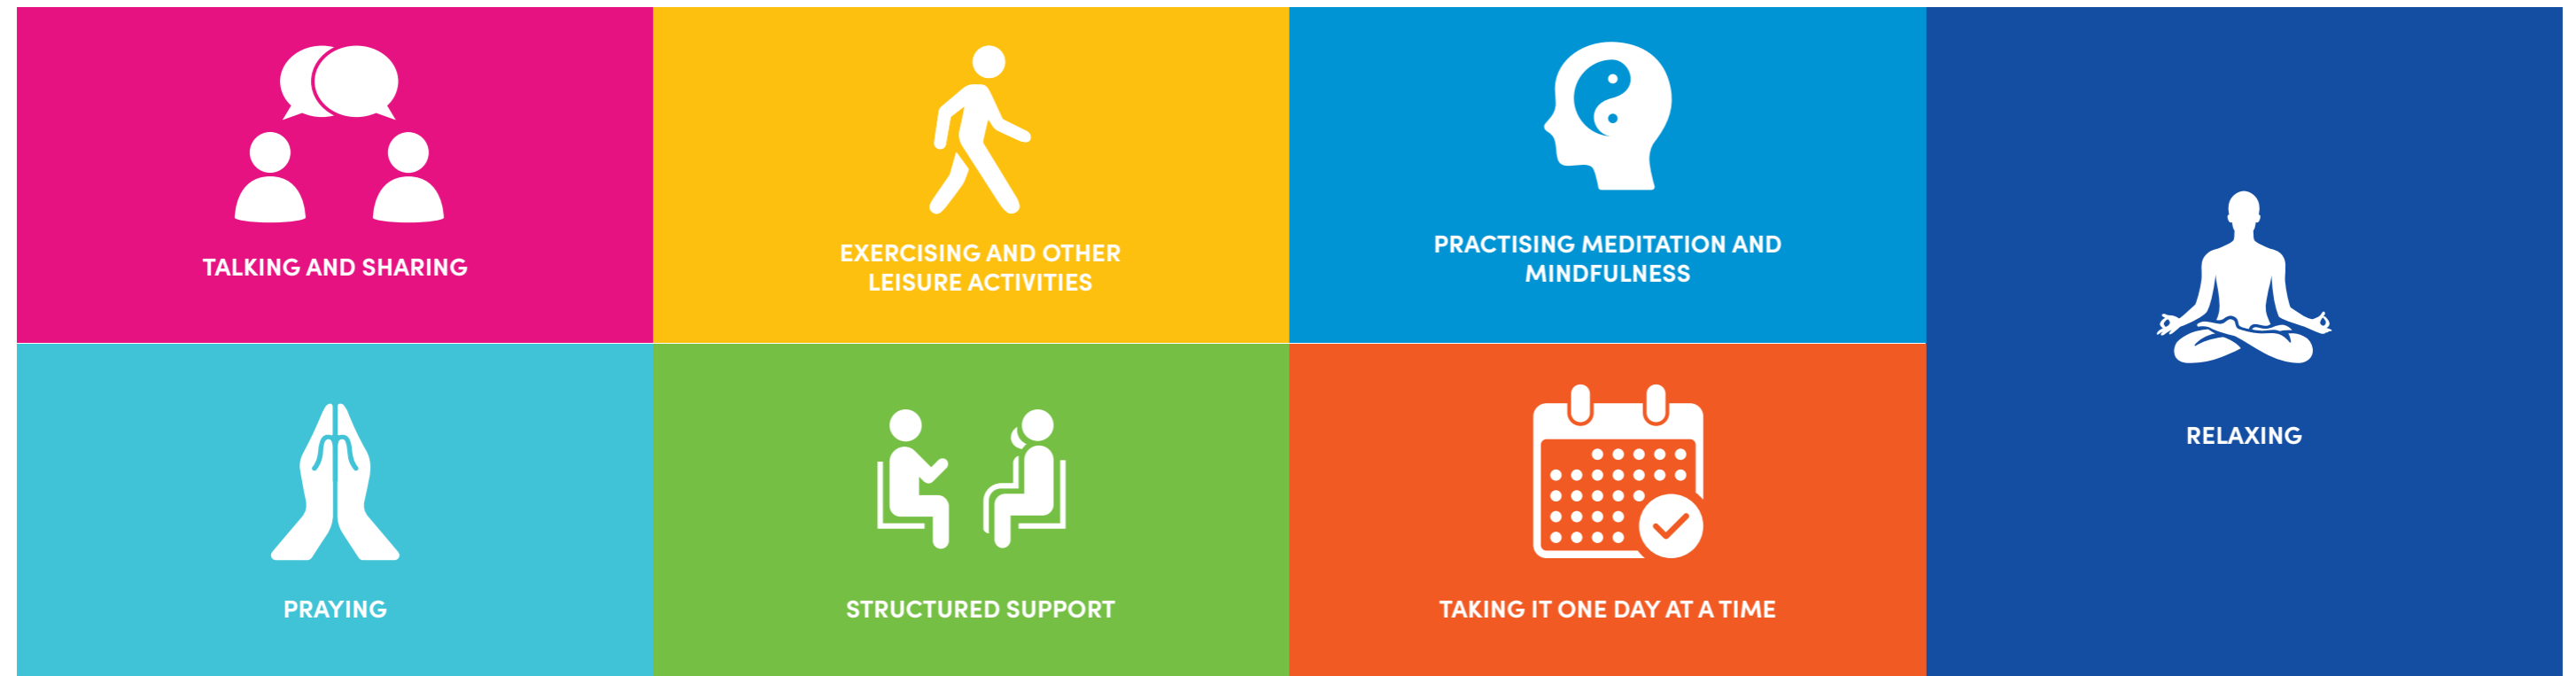 TALKING AND SHARING
EXERCISING AND OTHER
LEISURE ACTIVITIES
PRACTISING MEDITATION AND
MINDFULNESS
RELAXING
PRAYING
STRUCTURED SUPPORT
TAKING IT ONE DAY AT A TIME